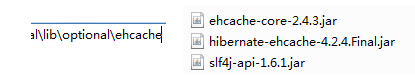 al\lib\optional\ehcache
ehcache-core-2.4.3.jar
hibernate-ehcache-4.2.4.Final.jar
slf4j-api-1.6.1.jar